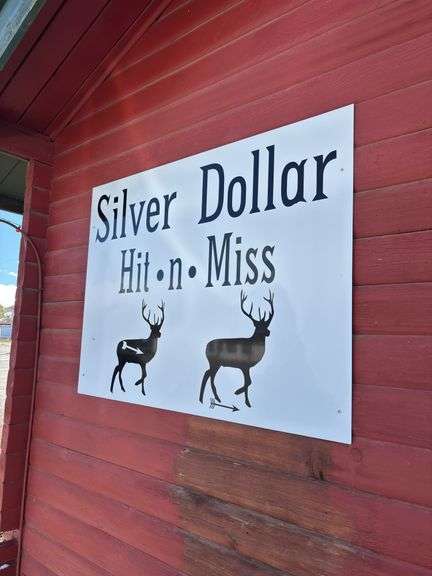 Silver Dollar
Hit • n • Miss